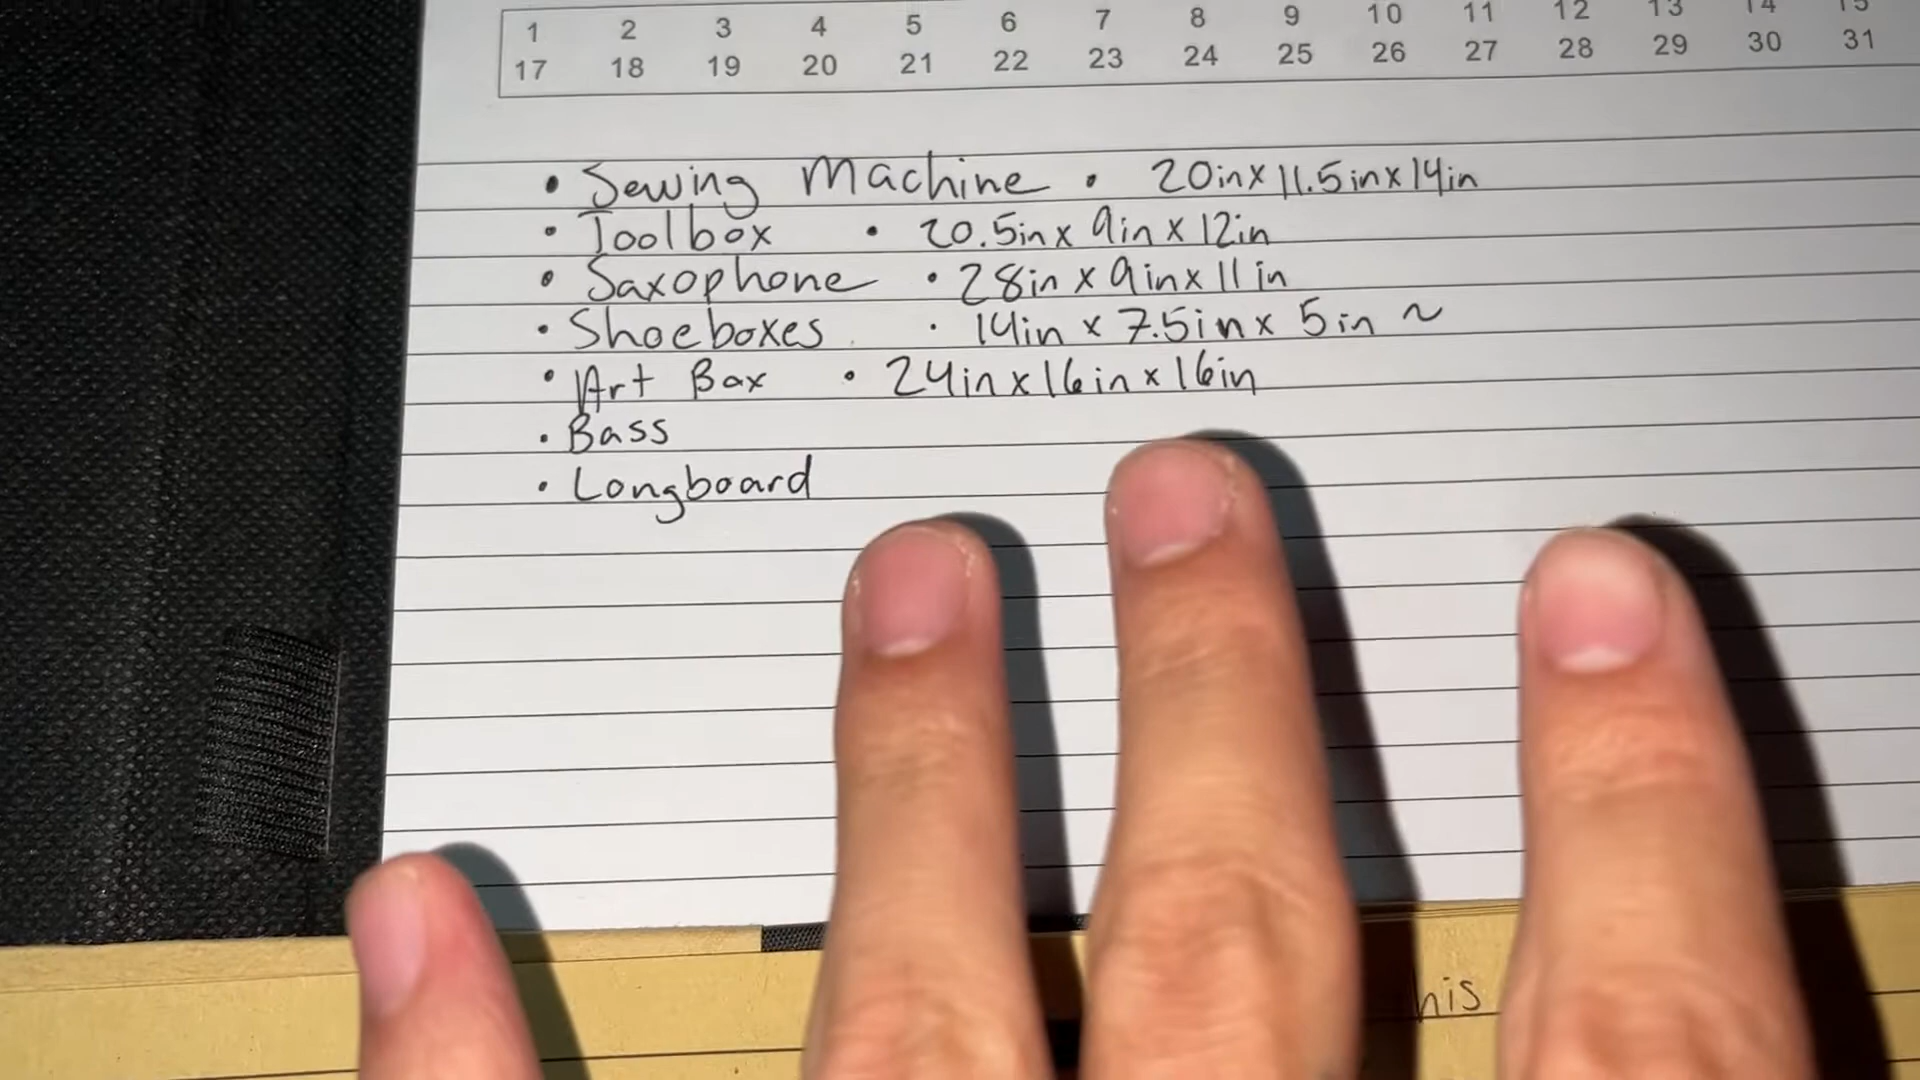 1 2 3 4 5 6 7 8 9 10 11 12 13 14 15
17 18 19 20 21 22 23 24 25 26 27 28 29 30 31
• Sewing Machine • 20in x 11.5in x 14in
• Toolbox • 20.5in x 9in x 12in
• Saxophone • 28in x 9in x 11in
• Shoeboxes • 14in x 7.5in x 5in ~
• Art Box • 24in x 16in x 16in
• Bass
• Longboard
his